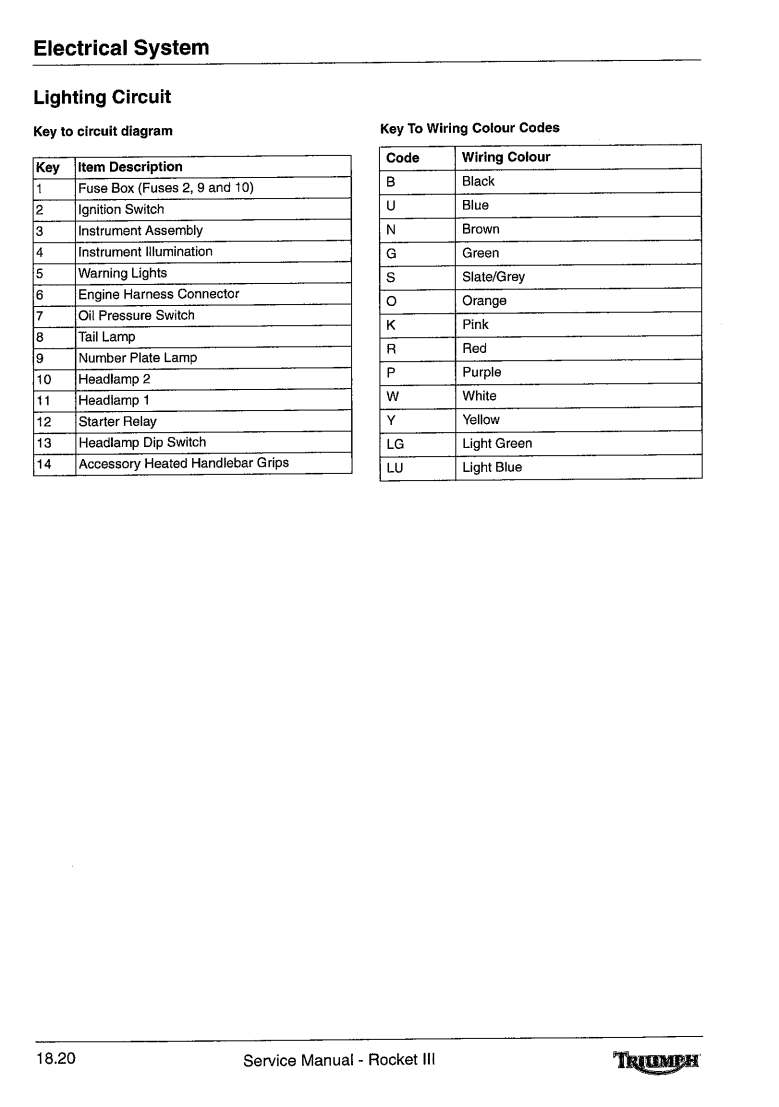 Electrical System
Lighting Circuit
Key to circuit diagram
Key Item Description
1 Fuse Box (Fuses 2, 9 and 10)
2 Ignition Switch
3 Instrument Assembly
4 Instrument Illumination
5 Warning Lights
6 Engine Harness Connector
7 Oil Pressure Switch
8 Tail Lamp
9 Number Plate Lamp
10 Headlamp 2
11 Headlamp 1
12 Starter Relay
13 Headlamp Dip Switch
14 Accessory Heated Handlebar Grips
Key To Wiring Colour Codes
Code Wiring Colour
B Black
U Blue
N Brown
G Green
S Slate/Grey
O Orange
K Pink
R Red
P Purple
W White
Y Yellow
LG Light Green
LU Light Blue
18.20 Service Manual - Rocket III TRIUMPH